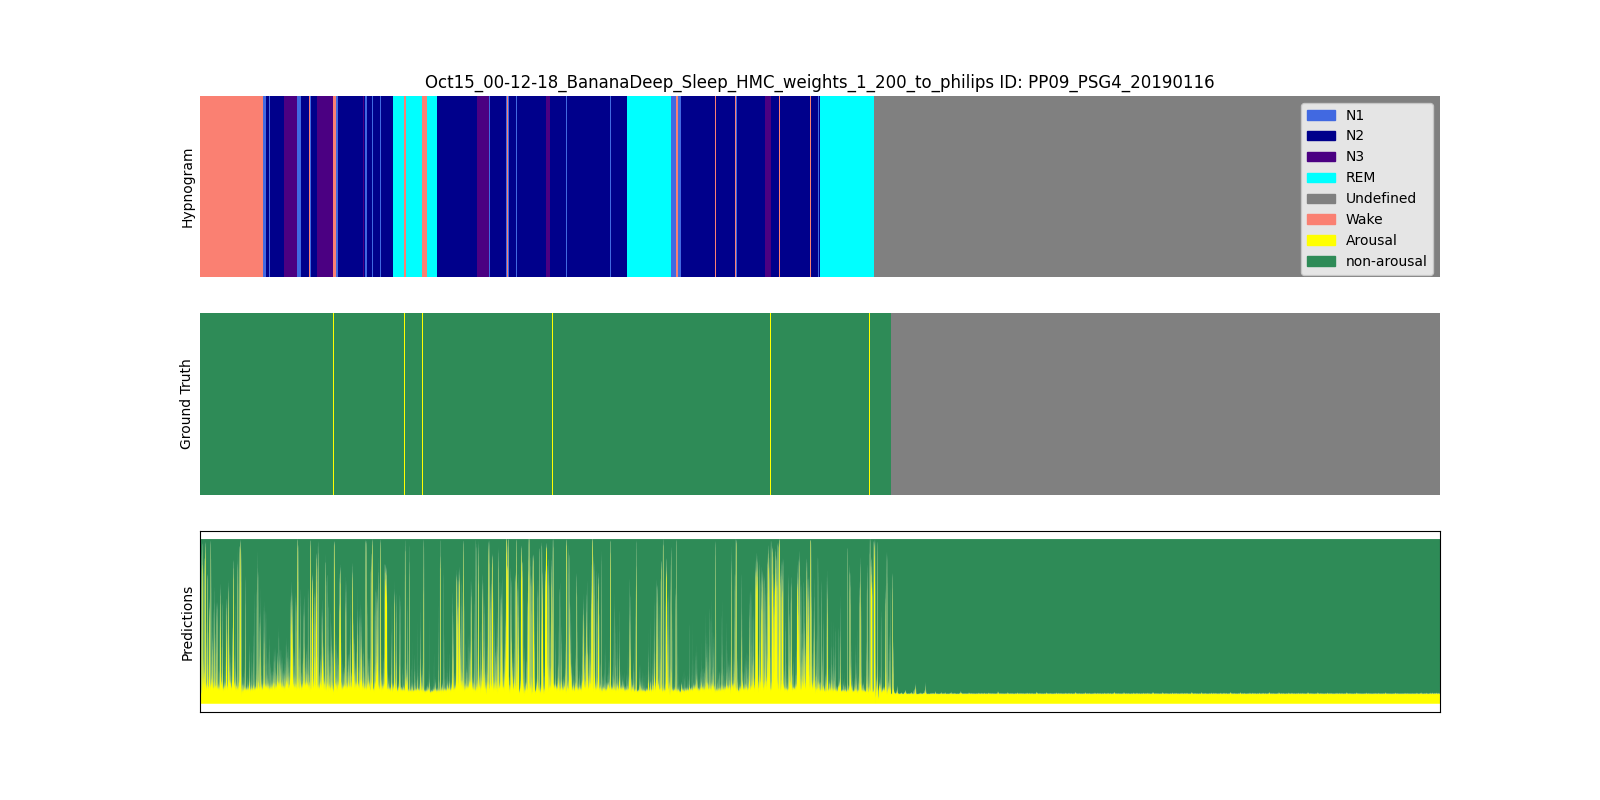 Oct15_00-12-18_BananaDeep_Sleep_HMC_weights_1_200_to_philips ID: PP09_PSG4_20190116
Hypnogram
N1
N2
N3
REM
Undefined
Wake
Arousal
non-arousal
Ground Truth
Predictions